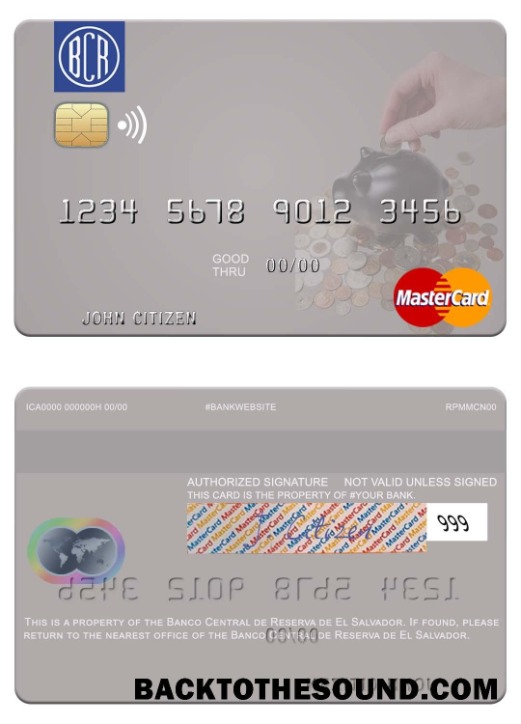 BCR
1234 5678 9012 3456
GOOD
THRU 00/00
MasterCard
JOHN CITIZEN
ICA0000 000000H 00/00 #BANKWEBSITE RPMMCN00
AUTHORIZED SIGNATURE NOT VALID UNLESS SIGNED
THIS CARD IS THE PROPERTY OF #YOUR BANK.
999
THIS IS A PROPERTY OF THE BANCO CENTRAL DE RESERVA DE EL SALVADOR. IF FOUND, PLEASE
RETURN TO THE NEAREST OFFICE OF THE BANCO CENTRAL DE RESERVA DE EL SALVADOR.
BACKTOTHESOUND.COM